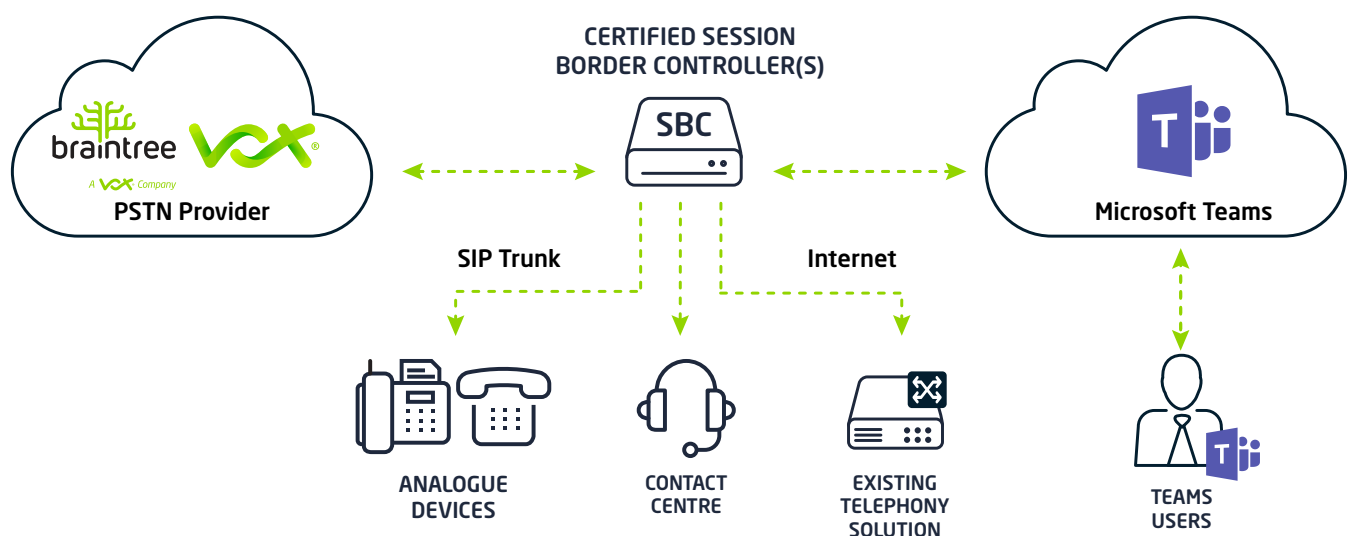 CERTIFIED SESSION
BORDER CONTROLLER(S)
braintree
A VOX Company
VOX®
PSTN Provider
SBC
T
Microsoft Teams
SIP Trunk
Internet
ANALOGUE
DEVICES
CONTACT
CENTRE
EXISTING
TELEPHONY
SOLUTION
T
TEAMS
USERS